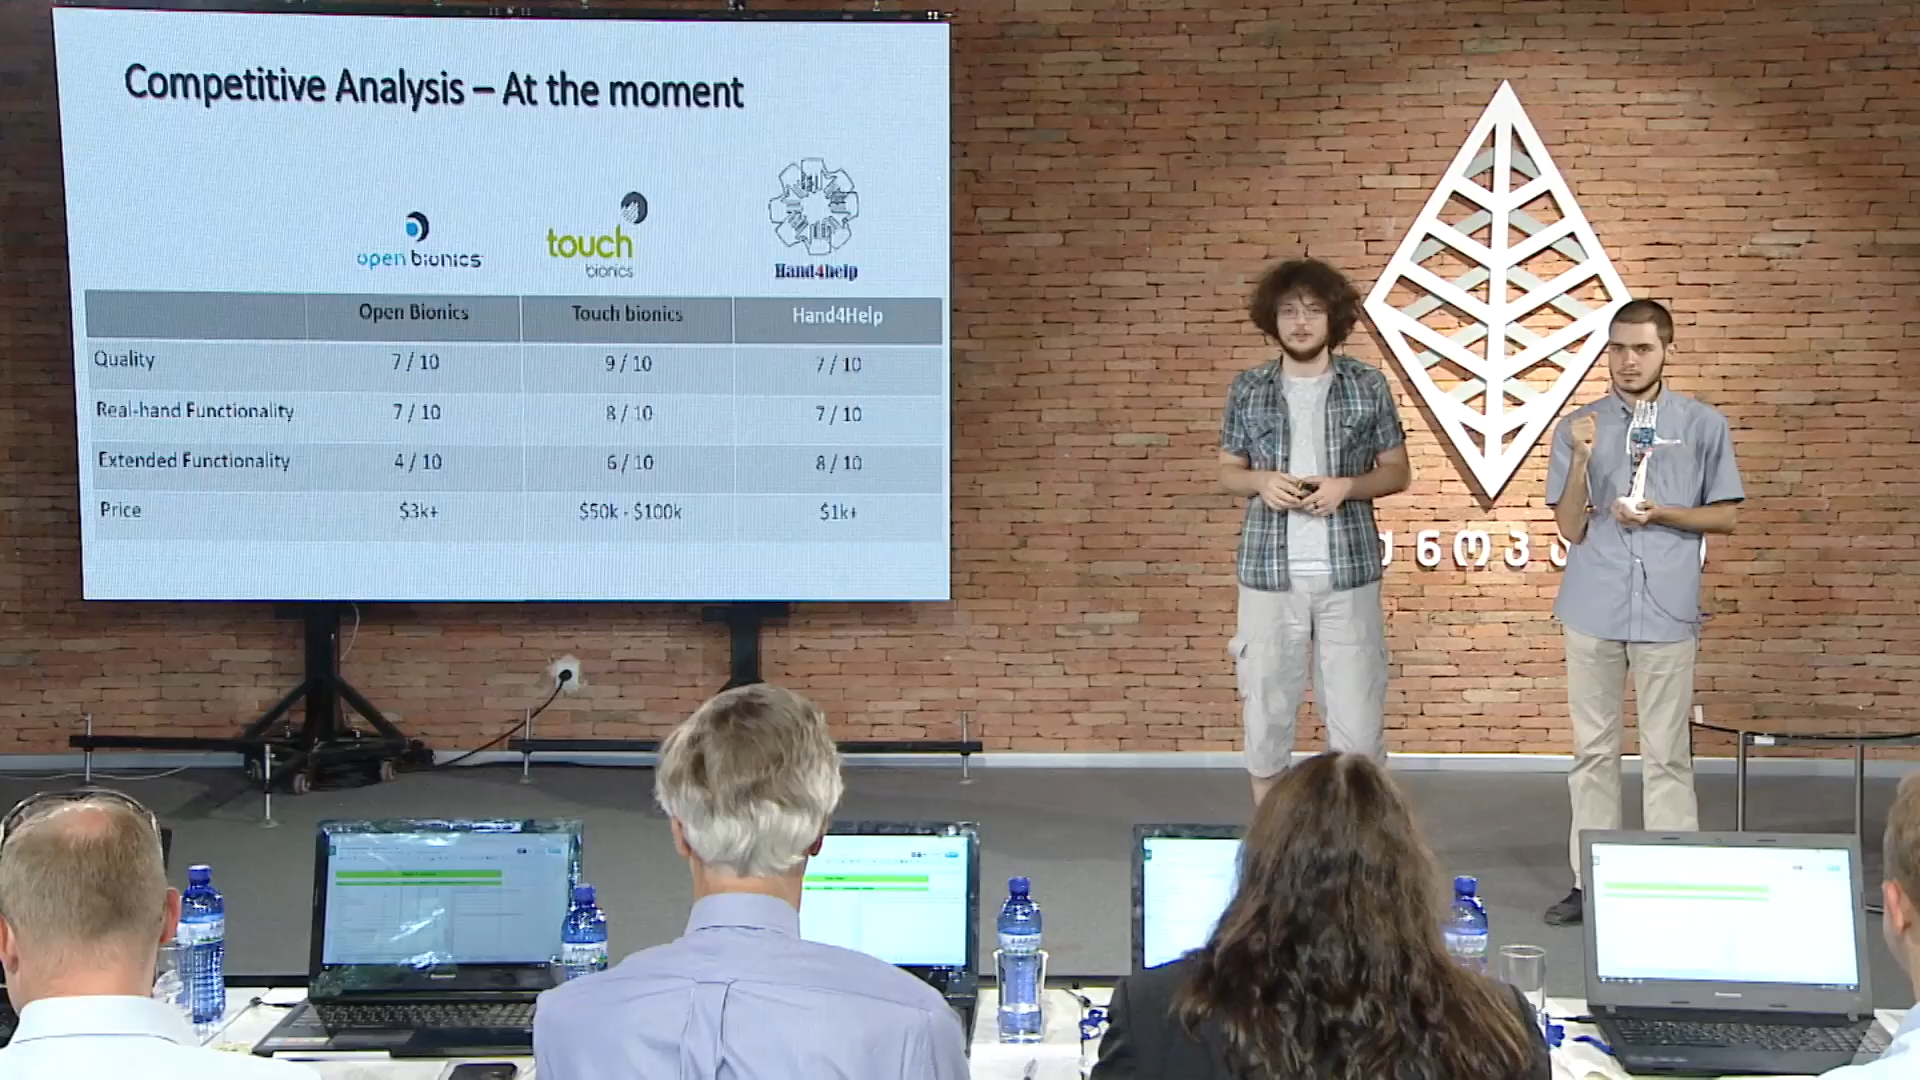 Competitive Analysis – At the moment
open bionics
touch
bionics
Hand4help
Open Bionics Touch bionics Hand4Help
Quality 7 / 10 9 / 10 7 / 10
Real-hand Functionality 7 / 10 8 / 10 7 / 10
Extended Functionality 4 / 10 6 / 10 8 / 10
Price $3k+ $50k - $100k $1k+
ნოპ